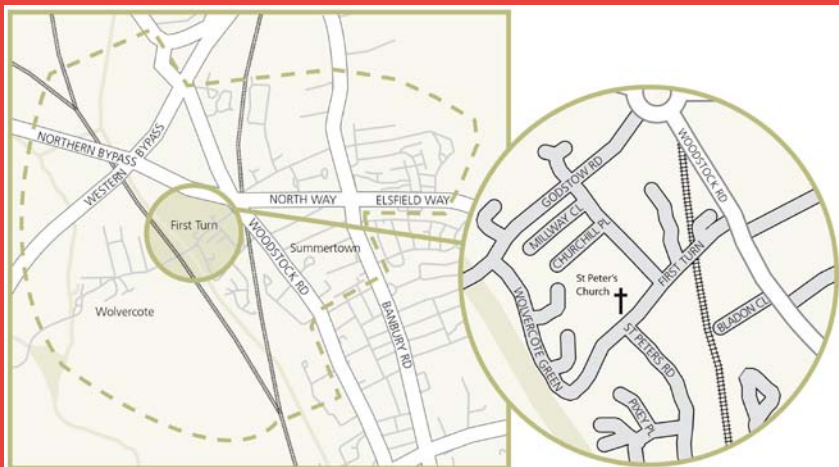 NORTHERN BYPASS
WESTERN BYPASS
NORTH WAY
ELSFIELD WAY
First Turn
WOODSTOCK RD
Summertown
Wolvercote
BANBURY RD
WOODSTOCK RD
GODSTOW RD
MILLWAY CL
CHURCHILL PL
FIRST TURN
St Peter's
Church
WOLVERCOTE GREEN
BLADON CL
ST PETERS RD
PIXEY PL